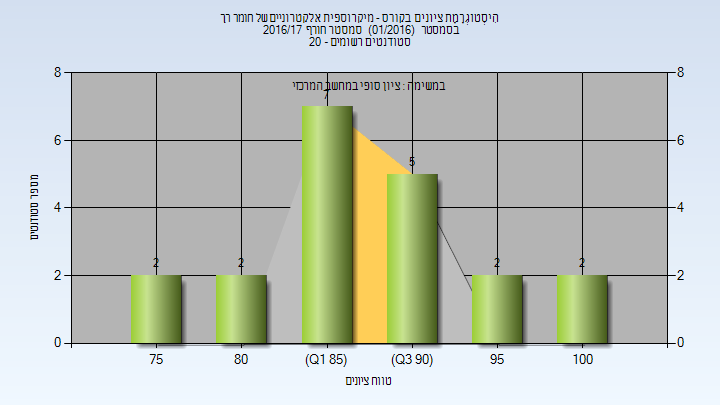 היסטוגרמת ציונים בקורס - מיקרוסקפית אלקטרונים של חומר רך
בסמסטר (01/2016) סמסטר חורף 2016/17
סטודנטים רשומים - 20
במשימה : ציון סופי במחשב המרכזי
מספר סטודנטים
8 8
6 6
4 4
2 2
0 0
2 2 7 5 2 2
75 80 (Q1 85) (Q3 90) 95 100
טווח ציונים